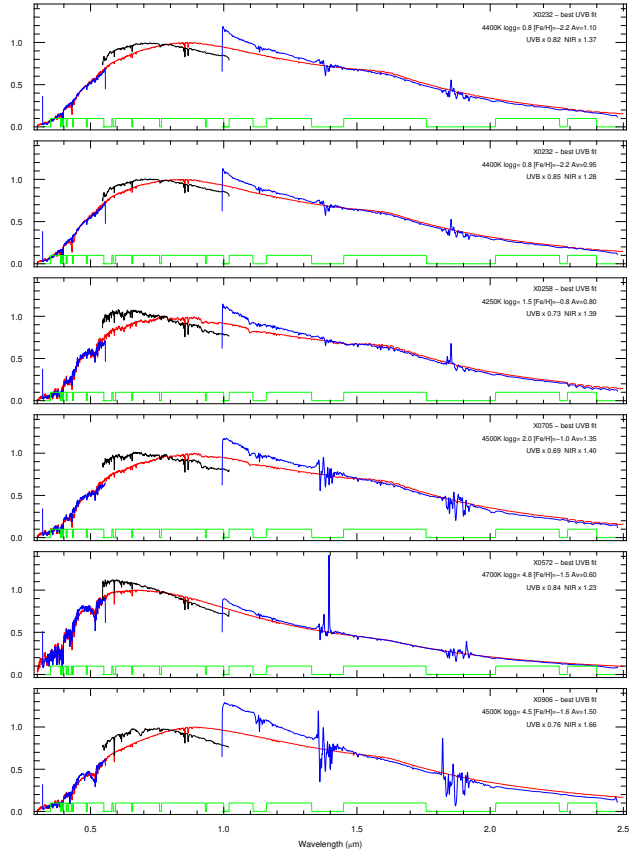 X0232 − best UVB fit
4400K logg= 0.8 [Fe/H]=−2.2 Av=1.10
UVB x 0.82 NIR x 1.37
1.0
0.5
0.0
X0232 − best UVB fit
4400K logg= 0.8 [Fe/H]=−2.2 Av=0.95
UVB x 0.85 NIR x 1.28
1.0
0.5
0.0
X0258 − best UVB fit
4250K logg= 1.5 [Fe/H]=−0.8 Av=0.80
UVB x 0.73 NIR x 1.39
1.0
0.5
0.0
X0705 − best UVB fit
4500K logg= 2.0 [Fe/H]=−1.0 Av=1.35
UVB x 0.69 NIR x 1.40
1.0
0.5
0.0
X0572 − best UVB fit
4700K logg= 4.8 [Fe/H]=−1.5 Av=0.60
UVB x 0.84 NIR x 1.23
1.0
0.5
0.0
X0906 − best UVB fit
4500K logg= 4.5 [Fe/H]=−1.6 Av=1.50
UVB x 0.76 NIR x 1.66
1.0
0.5
0.0
0.5 1.0 1.5 2.0 2.5
Wavelength (μm)